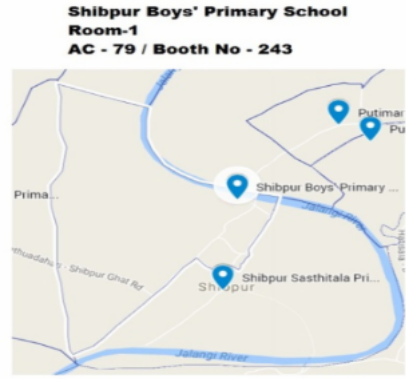 Shibpur Boys' Primary School
Room-1
AC - 79 / Booth No - 243
Putimar
Pu
Shibpur Boys' Primary ...
Prima...
Jalangi
Shibpur Ghat Rd
Shibpur Sasthitala Pri...
Shibpur
Jalangi River